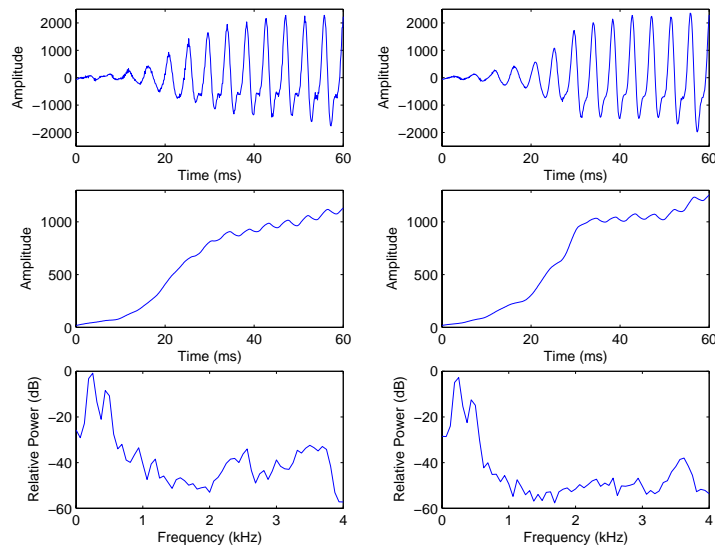 2000
1000
0
−1000
−2000
Amplitude
0 20 40 60
Time (ms)
2000
1000
0
−1000
−2000
Amplitude
0 20 40 60
Time (ms)
1000
500
0
Amplitude
0 20 40 60
Time (ms)
1000
500
0
Amplitude
0 20 40 60
Time (ms)
0
−20
−40
−60
Relative Power (dB)
0 1 2 3 4
Frequency (kHz)
0
−20
−40
−60
Relative Power (dB)
0 1 2 3 4
Frequency (kHz)